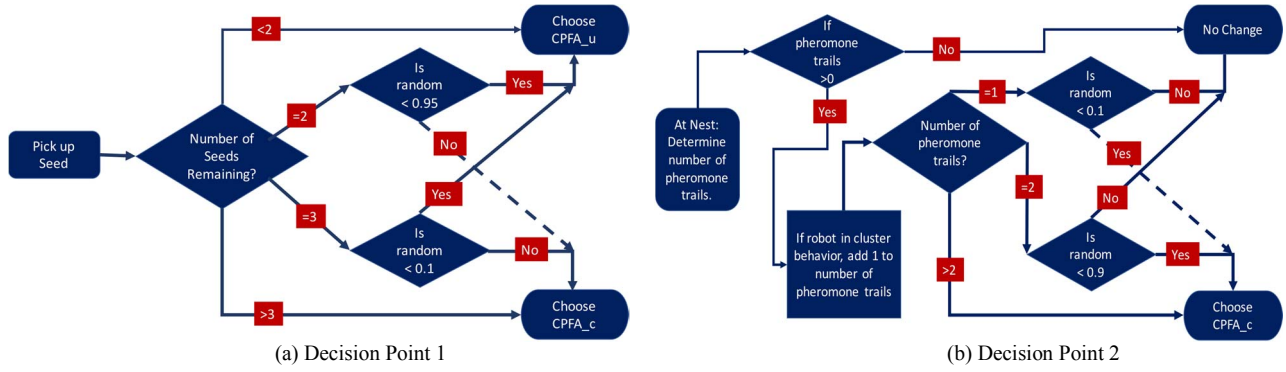 Pick up
Seed
Number of
Seeds
Remaining?
<2
=2
=3
>3
Is
random
< 0.95
Yes
No
Is
random
< 0.1
Yes
No
Choose
CPFA_u
Choose
CPFA_c
(a) Decision Point 1
At Nest:
Determine
number of
pheromone
trails.
If
pheromone
trails
>0
No
Yes
No Change
If robot in cluster
behavior, add 1 to
number of
pheromone trails
Number of
pheromone
trails?
=1
=2
>2
Is
random
< 0.1
No
Yes
Is
random
< 0.9
No
Yes
Choose
CPFA_c
(b) Decision Point 2